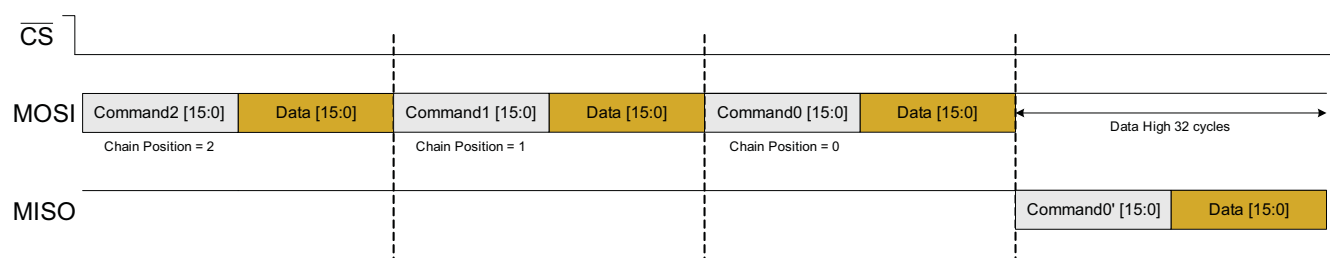 CS
MOSI Command2 [15:0] Data [15:0] Command1 [15:0] Data [15:0] Command0 [15:0] Data [15:0] Data High 32 cycles
Chain Position = 2 Chain Position = 1 Chain Position = 0
MISO Command0' [15:0] Data [15:0]